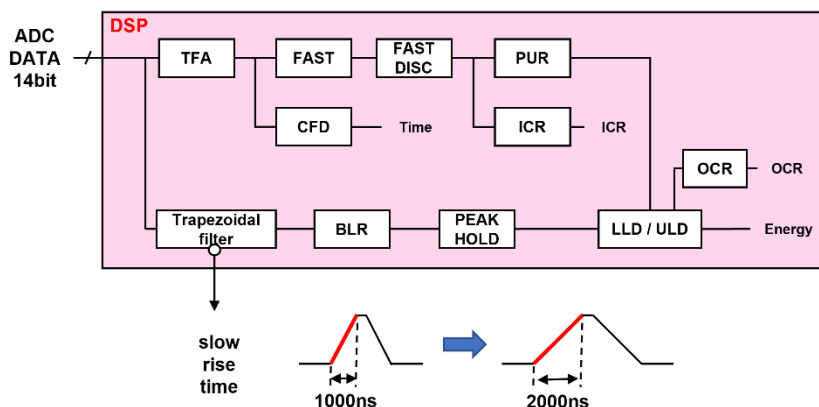 DSP
ADC
DATA
14bit
TFA
FAST
FAST
DISC
PUR
CFD
Time
ICR
ICR
OCR
OCR
Trapezoidal
filter
BLR
PEAK
HOLD
LLD / ULD
Energy
slow
rise
time
1000ns
2000ns